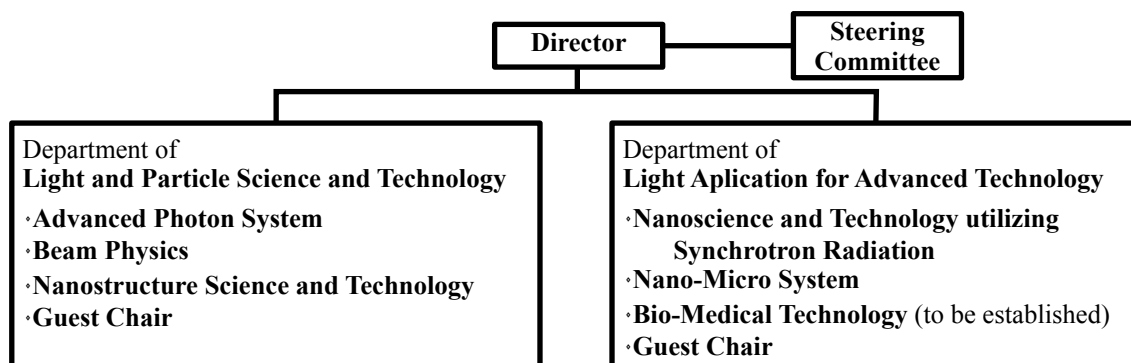 Director
Steering
Committee
Department of
Light and Particle Science and Technology
·Advanced Photon System
·Beam Physics
·Nanostructure Science and Technology
·Guest Chair
Department of
Light Aplication for Advanced Technology
·Nanoscience and Technology utilizing
Synchrotron Radiation
·Nano-Micro System
·Bio-Medical Technology (to be established)
·Guest Chair